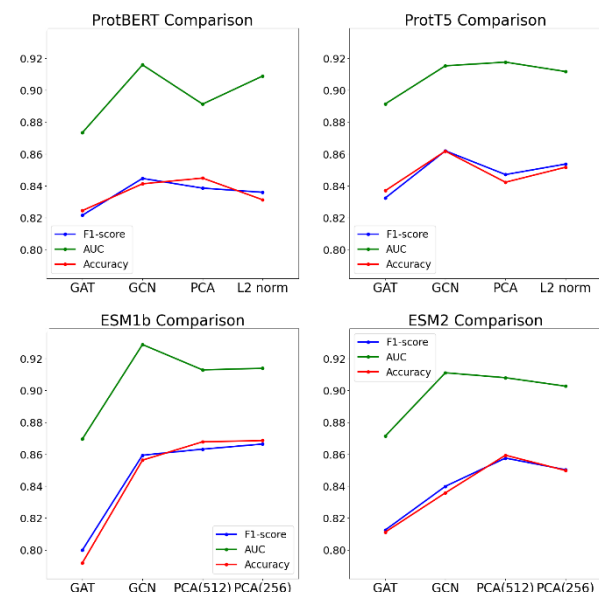 ProtBERT Comparison
0.92
0.90
0.88
0.86
0.84
0.82
0.80
F1-score
AUC
Accuracy
GAT GCN PCA L2 norm
ProtT5 Comparison
0.92
0.90
0.88
0.86
0.84
0.82
0.80
F1-score
AUC
Accuracy
GAT GCN PCA L2 norm
ESM1b Comparison
0.92
0.90
0.88
0.86
0.84
0.82
0.80
F1-score
AUC
Accuracy
GAT GCN PCA(512) PCA(256)
ESM2 Comparison
F1-score
AUC
Accuracy
0.92
0.90
0.88
0.86
0.84
0.82
0.80
GAT GCN PCA(512) PCA(256)